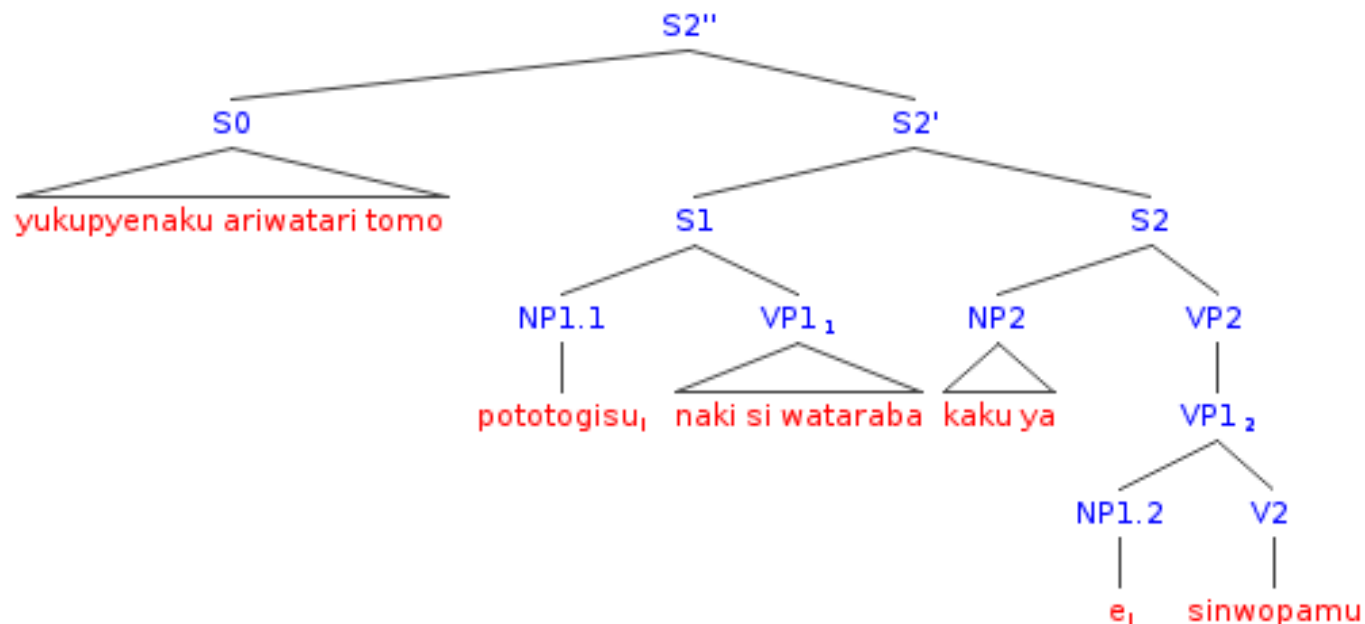 S2''
S0 S2'
yukupyenaku ariwatari tomo S1 S2
NP1.1 VP1₁ NP2 VP2
pototogisuᵢ naki si wataraba kaku ya VP1₂
NP1.2 V2
eᵢ sinwopamu